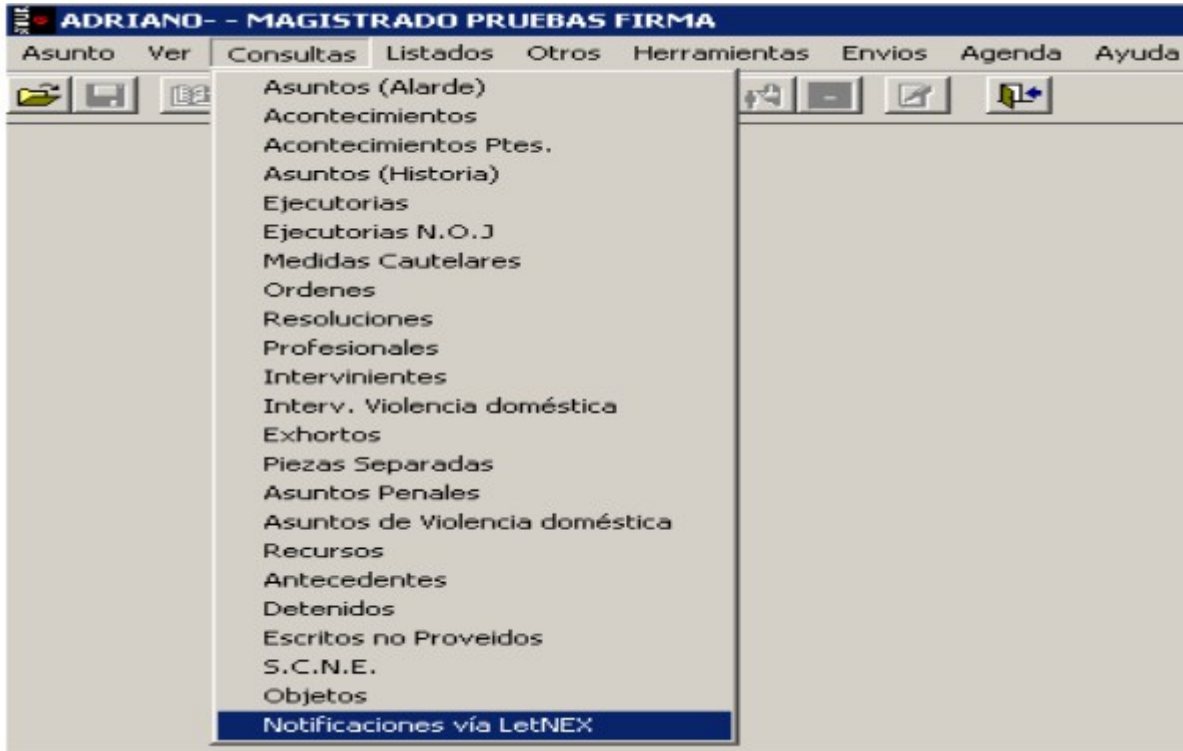 ADRIANO- - MAGISTRADO PRUEBAS FIRMA
Asunto Ver Consultas Listados Otros Herramientas Envios Agenda Ayuda
Asuntos (Alarde)
Acontecimientos
Acontecimientos Ptes.
Asuntos (Historia)
Ejecutorias
Ejecutorias N.O.J
Medidas Cautelares
Ordenes
Resoluciones
Profesionales
Intervinientes
Interv. Violencia doméstica
Exhortos
Piezas Separadas
Asuntos Penales
Asuntos de Violencia doméstica
Recursos
Antecedentes
Detenidos
Escritos no Proveidos
S.C.N.E.
Objetos
Notificaciones vía LetNEX